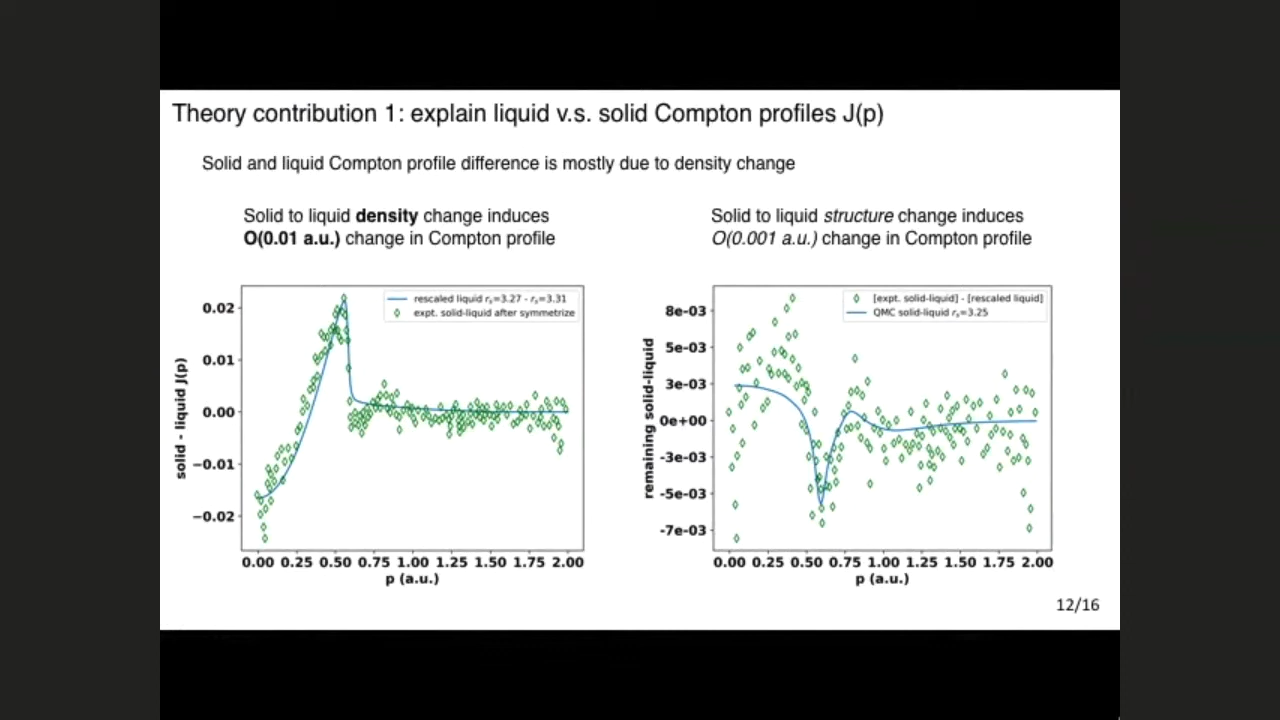 Theory contribution 1: explain liquid v.s. solid Compton profiles J(p)
Solid and liquid Compton profile difference is mostly due to density change
Solid to liquid density change induces
O(0.01 a.u.) change in Compton profile
Solid to liquid structure change induces
O(0.001 a.u.) change in Compton profile
rescaled liquid rₛ=3.27 - rₛ=3.31
expt. solid-liquid after symmetrize
solid - liquid J(p)
0.02
0.01
0.00
−0.01
−0.02
0.00 0.25 0.50 0.75 1.00 1.25 1.50 1.75 2.00
p (a.u.)
[expt. solid-liquid] - [rescaled liquid]
QMC solid-liquid rₛ=3.25
remaining solid-liquid
8e-03
5e-03
3e-03
0e+00
-3e-03
-5e-03
-7e-03
0.00 0.25 0.50 0.75 1.00 1.25 1.50 1.75 2.00
p (a.u.)
12/16